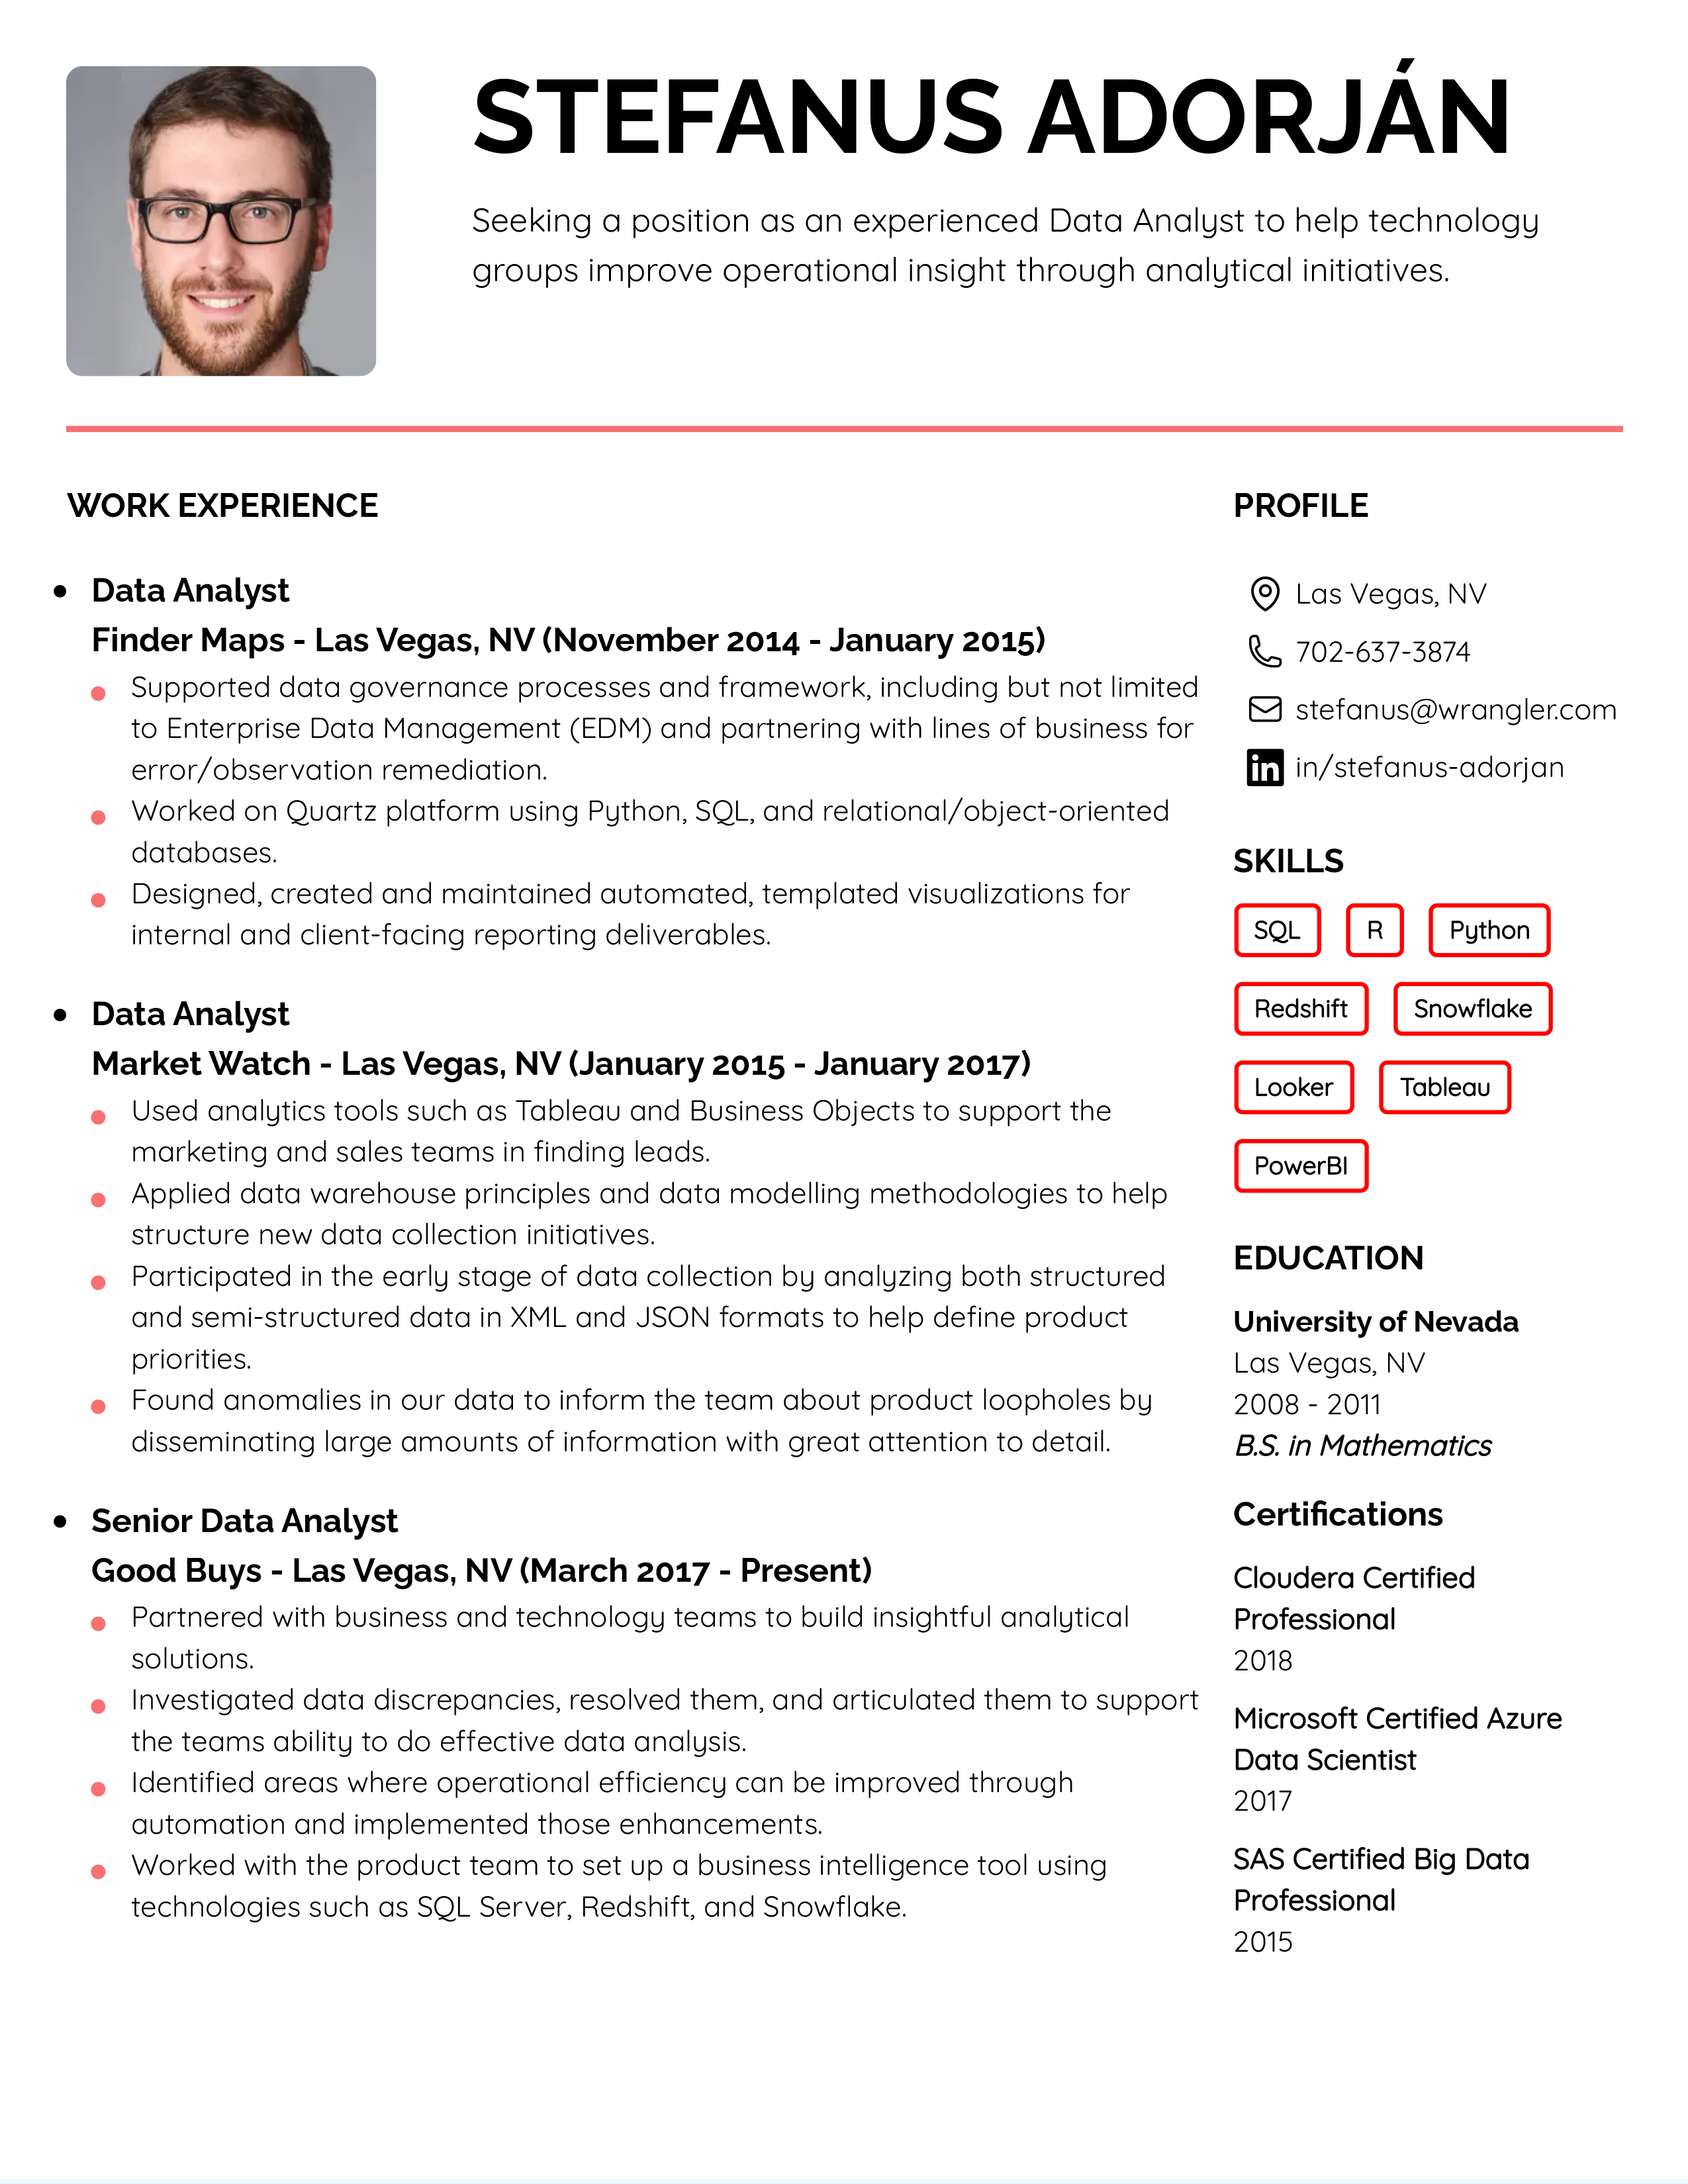 STEFANUS ADORJÁN
Seeking a position as an experienced Data Analyst to help technology
groups improve operational insight through analytical initiatives.
WORK EXPERIENCE
Data Analyst
Finder Maps - Las Vegas, NV (November 2014 - January 2015)
Supported data governance processes and framework, including but not limited
to Enterprise Data Management (EDM) and partnering with lines of business for
error/observation remediation.
Worked on Quartz platform using Python, SQL, and relational/object-oriented
databases.
Designed, created and maintained automated, templated visualizations for
internal and client-facing reporting deliverables.
Data Analyst
Market Watch - Las Vegas, NV (January 2015 - January 2017)
Used analytics tools such as Tableau and Business Objects to support the
marketing and sales teams in finding leads.
Applied data warehouse principles and data modelling methodologies to help
structure new data collection initiatives.
Participated in the early stage of data collection by analyzing both structured
and semi-structured data in XML and JSON formats to help define product
priorities.
Found anomalies in our data to inform the team about product loopholes by
disseminating large amounts of information with great attention to detail.
Senior Data Analyst
Good Buys - Las Vegas, NV (March 2017 - Present)
Partnered with business and technology teams to build insightful analytical
solutions.
Investigated data discrepancies, resolved them, and articulated them to support
the teams ability to do effective data analysis.
Identified areas where operational efficiency can be improved through
automation and implemented those enhancements.
Worked with the product team to set up a business intelligence tool using
technologies such as SQL Server, Redshift, and Snowflake.
PROFILE
Las Vegas, NV
702-637-3874
stefanus@wrangler.com
in in/stefanus-adorjan
SKILLS
SQL R Python
Redshift Snowflake
Looker Tableau
PowerBI
EDUCATION
University of Nevada
Las Vegas, NV
2008 - 2011
B.S. in Mathematics
Certifications
Cloudera Certified
Professional
2018
Microsoft Certified Azure
Data Scientist
2017
SAS Certified Big Data
Professional
2015